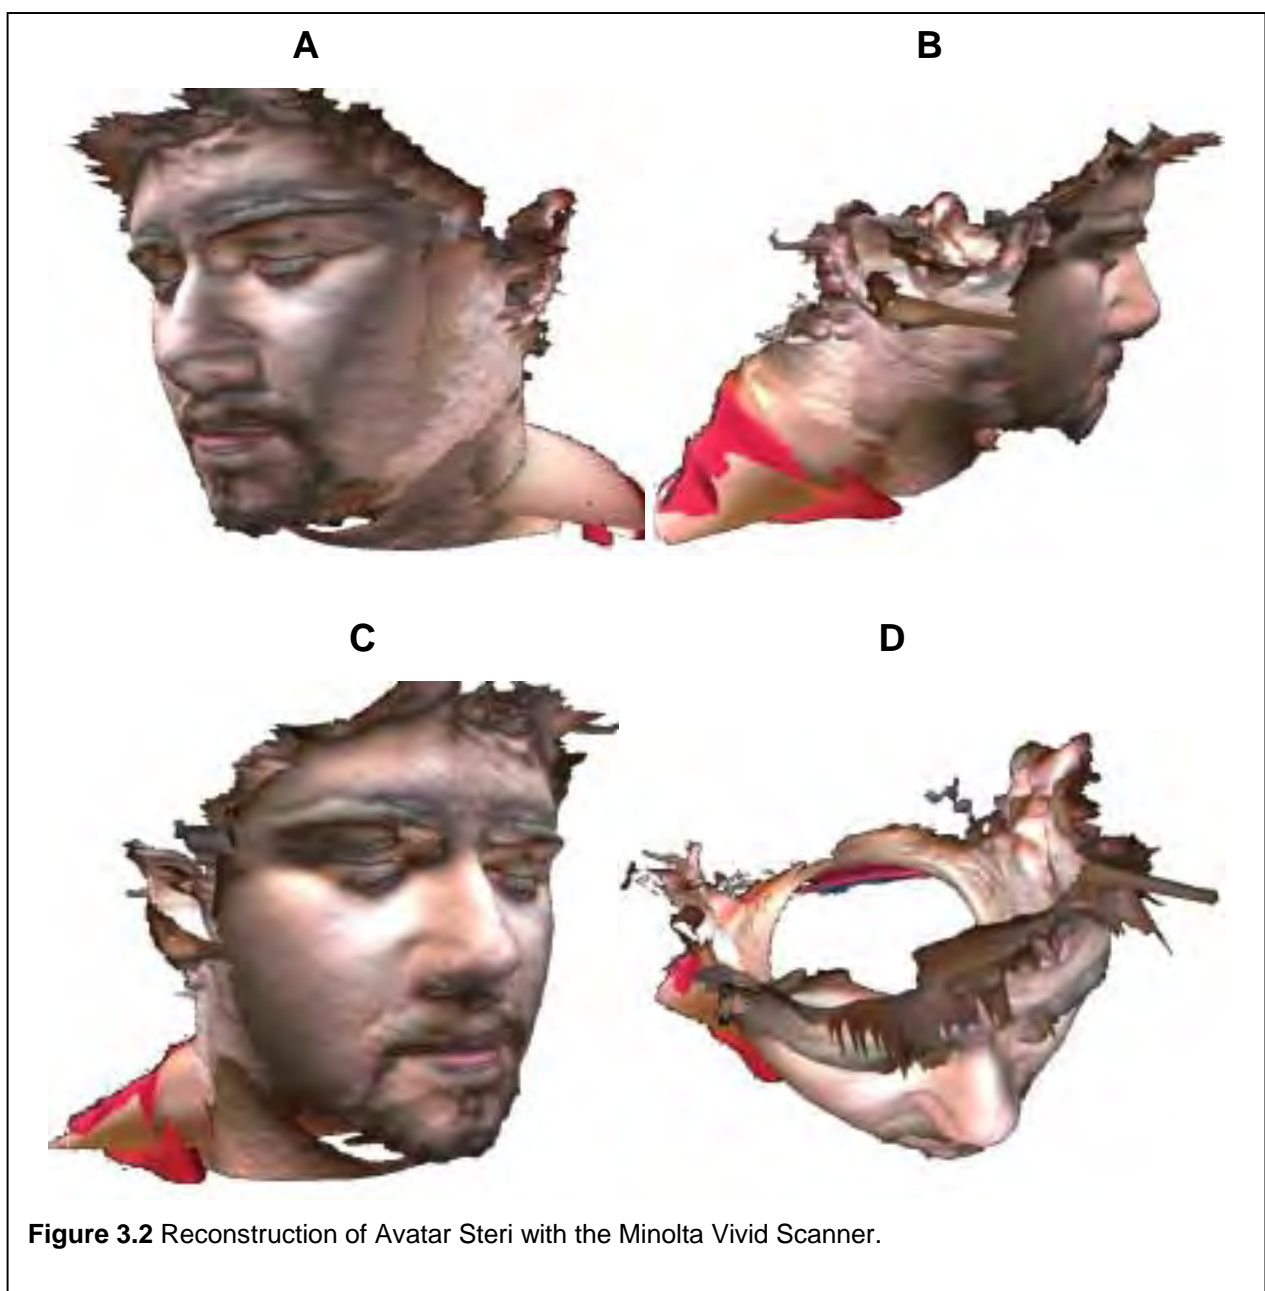 A
B
C
D
Figure 3.2 Reconstruction of Avatar Steri with the Minolta Vivid Scanner.